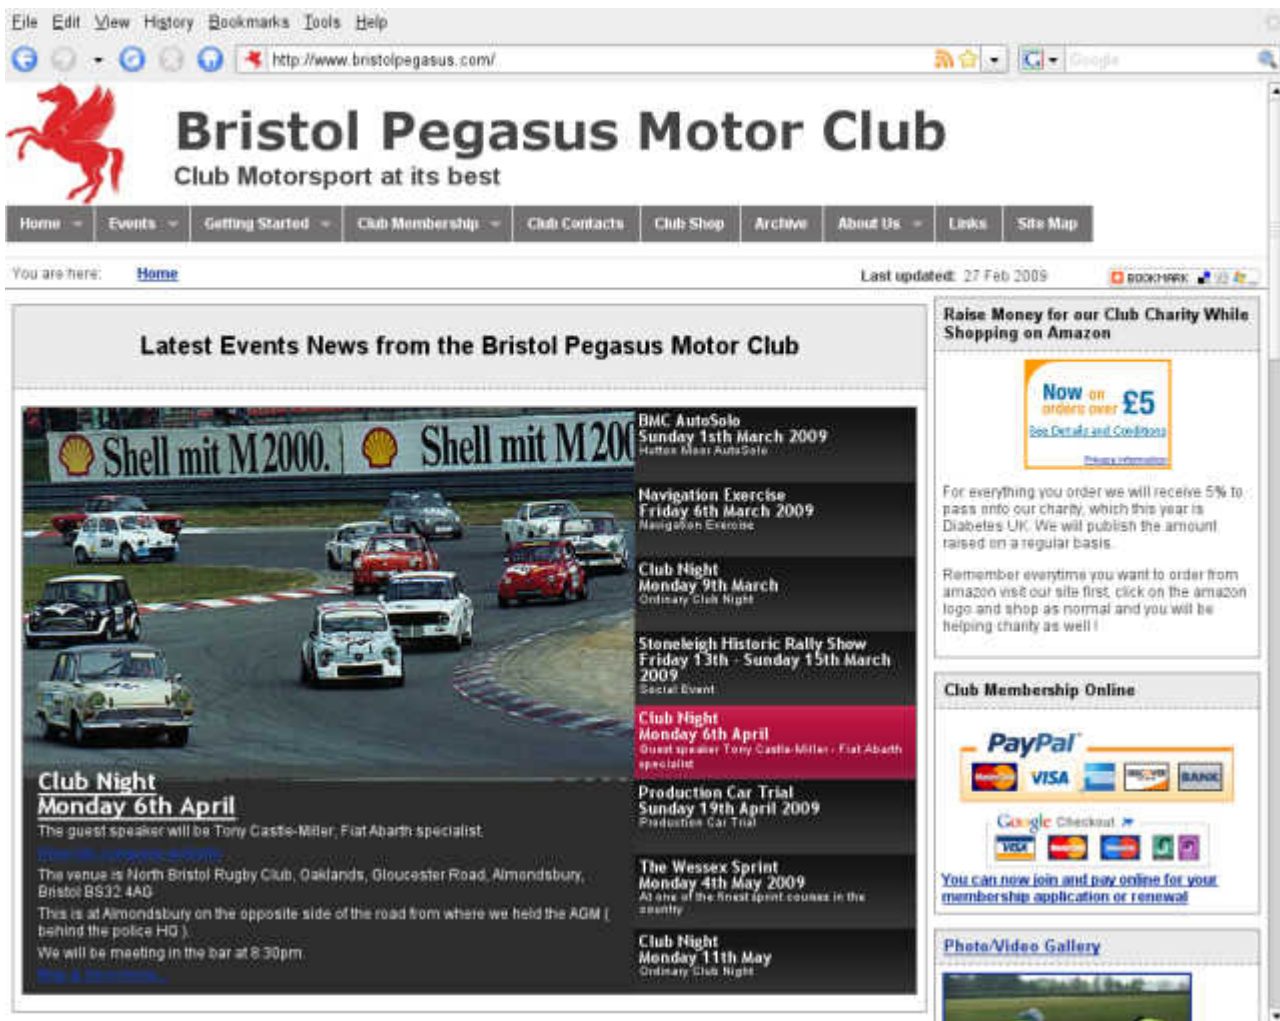 File Edit View History Bookmarks Tools Help
http://www.bristolpegasus.com/
Google
Bristol Pegasus Motor Club
Club Motorsport at its best
Home Events Getting Started Club Membership Club Contacts Club Shop Archive About Us Links Site Map
You are here: Home
Last updated: 27 Feb 2009
BOOKMARK
Latest Events News from the Bristol Pegasus Motor Club
Shell mit M2000. Shell mit M200
Club Night
Monday 6th April
The guest speaker will be Tony Castle-Miller, Fiat Abarth specialist.
The venue is North Bristol Rugby Club, Oaklands, Gloucester Road, Almondsbury,
Bristol BS32 4AG
This is at Almondsbury on the opposite side of the road from where we held the AGM (
behind the police HQ ).
We will be meeting in the bar at 8:30pm.
BMC AutoSolo
Sunday 1sth March 2009
Hutton Moor AutoSolo
Navigation Exercise
Friday 6th March 2009
Navigation Exercise
Club Night
Monday 9th March
Ordinary Club Night
Stoneleigh Historic Rally Show
Friday 13th - Sunday 15th March
2009
Social Event
Club Night
Monday 6th April
Guest speaker Tony Castle-Miller - Fiat Abarth
specialist
Production Car Trial
Sunday 19th April 2009
Production Car Trial
The Wessex Sprint
Monday 4th May 2009
At one of the finest sprint courses in the
country
Club Night
Monday 11th May
Ordinary Club Night
Raise Money for our Club Charity While
Shopping on Amazon
Now on
orders over £5
See Details and Conditions
Privacy Information
For everything you order we will receive 5% to
pass onto our charity, which this year is
Diabetes UK. We will publish the amount
raised on a regular basis.
Remember everytime you want to order from
amazon visit our site first, click on the amazon
logo and shop as normal and you will be
helping charity as well !
Club Membership Online
PayPal
MasterCard VISA DISCOVER BANK
Google Checkout
VISA MasterCard
You can now join and pay online for your
membership application or renewal
Photo/Video Gallery